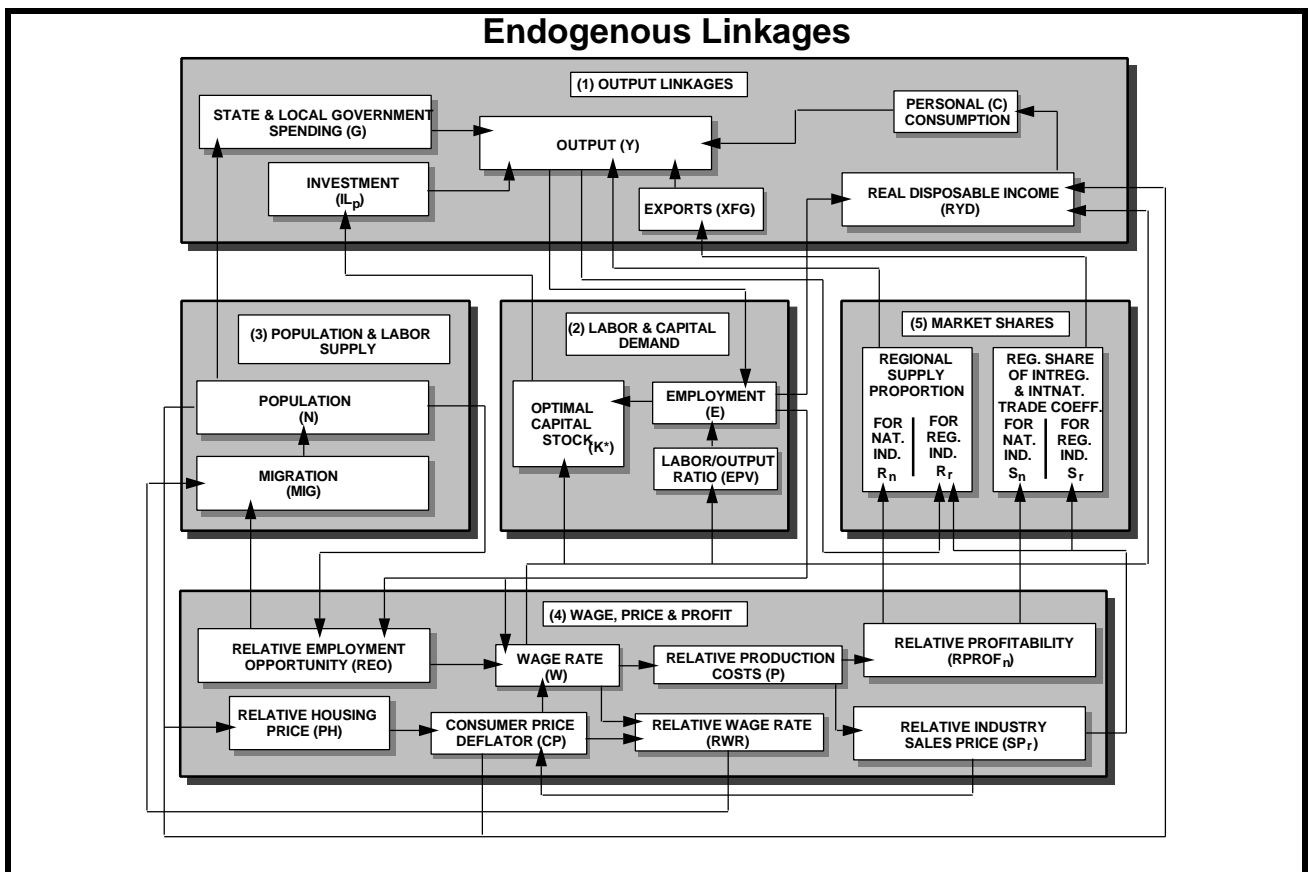 Endogenous Linkages
(1) OUTPUT LINKAGES
STATE & LOCAL GOVERNMENT
SPENDING (G)
OUTPUT (Y)
PERSONAL (C)
CONSUMPTION
INVESTMENT
(ILp)
EXPORTS (XFG)
REAL DISPOSABLE INCOME
(RYD)
(3) POPULATION & LABOR
SUPPLY
POPULATION
(N)
MIGRATION
(MIG)
(2) LABOR & CAPITAL
DEMAND
OPTIMAL
CAPITAL
STOCK
(K*)
EMPLOYMENT
(E)
LABOR/OUTPUT
RATIO (EPV)
(5) MARKET SHARES
REGIONAL
SUPPLY
PROPORTION
FOR
NAT.
IND.
Rn
FOR
REG.
IND.
Rr
REG. SHARE
OF INTREG.
& INTNAT.
TRADE COEFF.
FOR
NAT.
IND.
Sn
FOR
REG.
IND.
Sr
(4) WAGE, PRICE & PROFIT
RELATIVE EMPLOYMENT
OPPORTUNITY (REO)
WAGE RATE
(W)
RELATIVE PRODUCTION
COSTS (P)
RELATIVE PROFITABILITY
(RPROFn)
RELATIVE HOUSING
PRICE (PH)
CONSUMER PRICE
DEFLATOR (CP)
RELATIVE WAGE RATE
(RWR)
RELATIVE INDUSTRY
SALES PRICE (SPr)